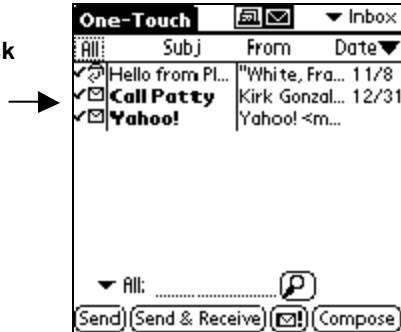 One-Touch Inbox
All Subj From Date
Hello from Pl... "White, Fra... 11/8
Call Patty Kirk Gonzal... 12/31
Yahoo! Yahoo! <m...
All:
Send Send & Receive ! Compose